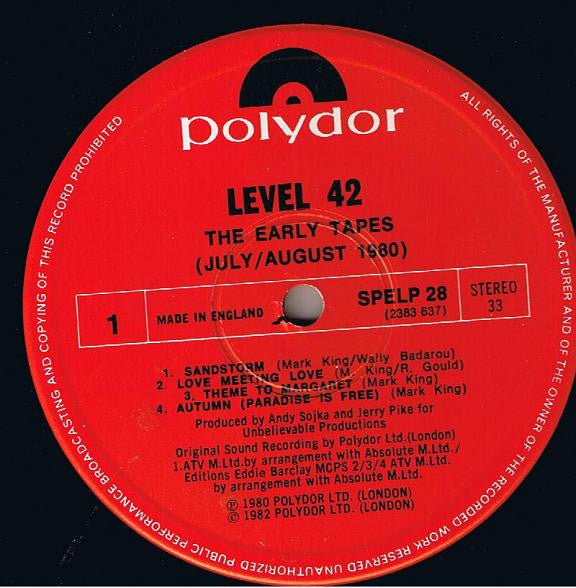 polydor
LEVEL 42
THE EARLY TAPES
(JULY/AUGUST 1980)
1
MADE IN ENGLAND
SPELP 28
(2383 637)
STEREO
33
1. SANDSTORM (Mark King/Wally Badarou)
2. LOVE MEETING LOVE (M. King/R. Gould)
3. THEME TO MARGARET (Mark King)
4. AUTUMN (PARADISE IS FREE) (Mark King)
Produced by Andy Sojka and Jerry Pike for
Unbelievable Productions
Original Sound Recording by Polydor Ltd.(London)
1.ATV M.Ltd.by arrangement with Absolute M.Ltd./
Editions Eddie Barclay MCPS 2/3/4 ATV M.Ltd.
by arrangement with Absolute M.Ltd.
Ⓟ 1980 POLYDOR LTD. (LONDON)
© 1982 POLYDOR LTD. (LONDON)
ALL RIGHTS OF THE MANUFACTURER AND OF THE OWNER OF THE RECORDED WORK RESERVED UNAUTHORIZED PUBLIC PERFORMANCE BROADCASTING AND COPYING OF THIS RECORD PROHIBITED